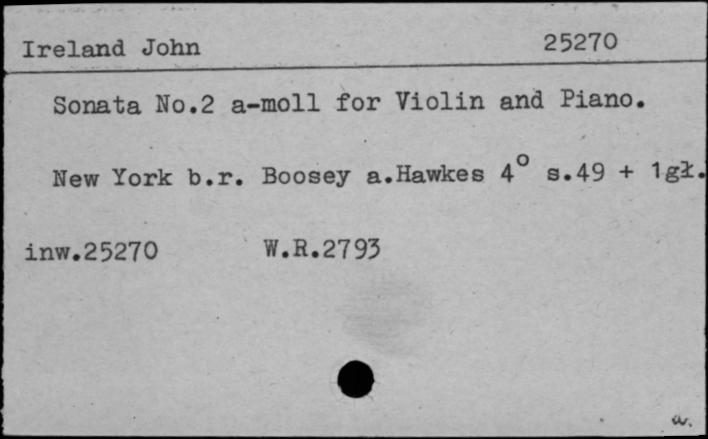 Ireland John 25270
Sonata No.2 a-moll for Violin and Piano.
New York b.r. Boosey a.Hawkes 4° s.49 + 1gł.
inw.25270 W.R.2793